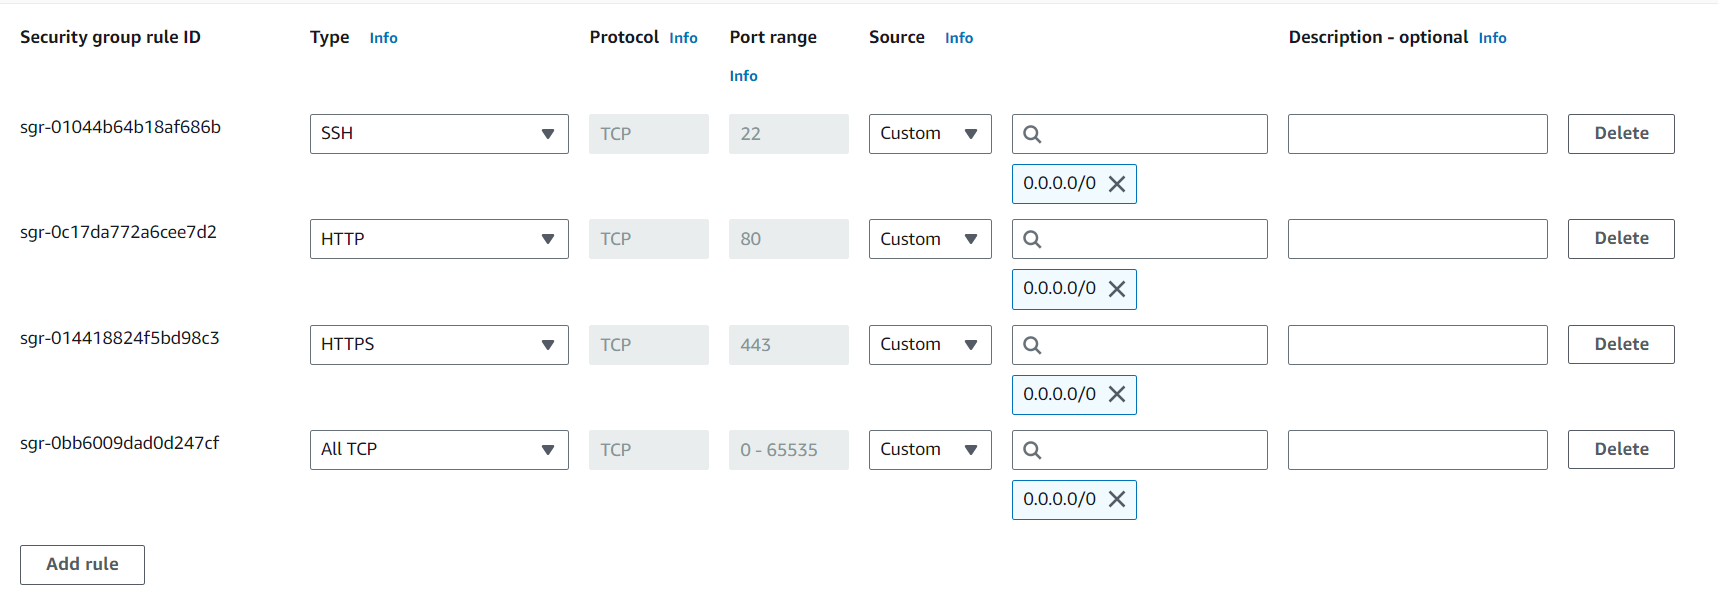 Security group rule ID Type Info Protocol Info Port range Info Source Info Description - optional Info
sgr-01044b64b18af686b SSH TCP 22 Custom Delete
0.0.0.0/0
sgr-0c17da772a6cee7d2 HTTP TCP 80 Custom Delete
0.0.0.0/0
sgr-014418824f5bd98c3 HTTPS TCP 443 Custom Delete
0.0.0.0/0
sgr-0bb6009dad0d247cf All TCP TCP 0 - 65535 Custom Delete
0.0.0.0/0
Add rule